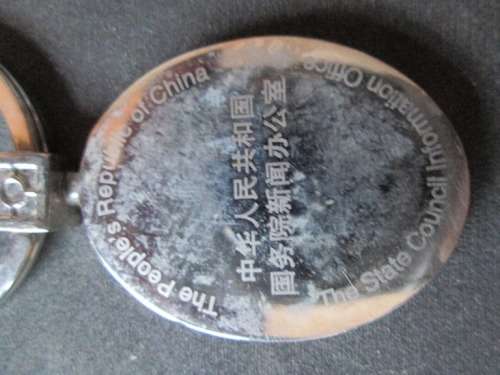 The People's Republic of China
中华人民共和国
国务院新闻办公室
The State Council Information Office